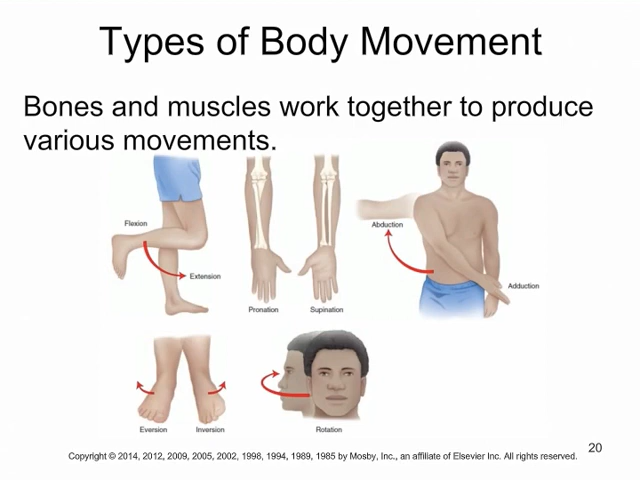 Types of Body Movement
Bones and muscles work together to produce
various movements.
Flexion
Extension
Pronation
Supination
Abduction
Adduction
Eversion
Inversion
Rotation
20
Copyright © 2014, 2012, 2009, 2005, 2002, 1998, 1994, 1989, 1985 by Mosby, Inc., an affiliate of Elsevier Inc. All rights reserved.